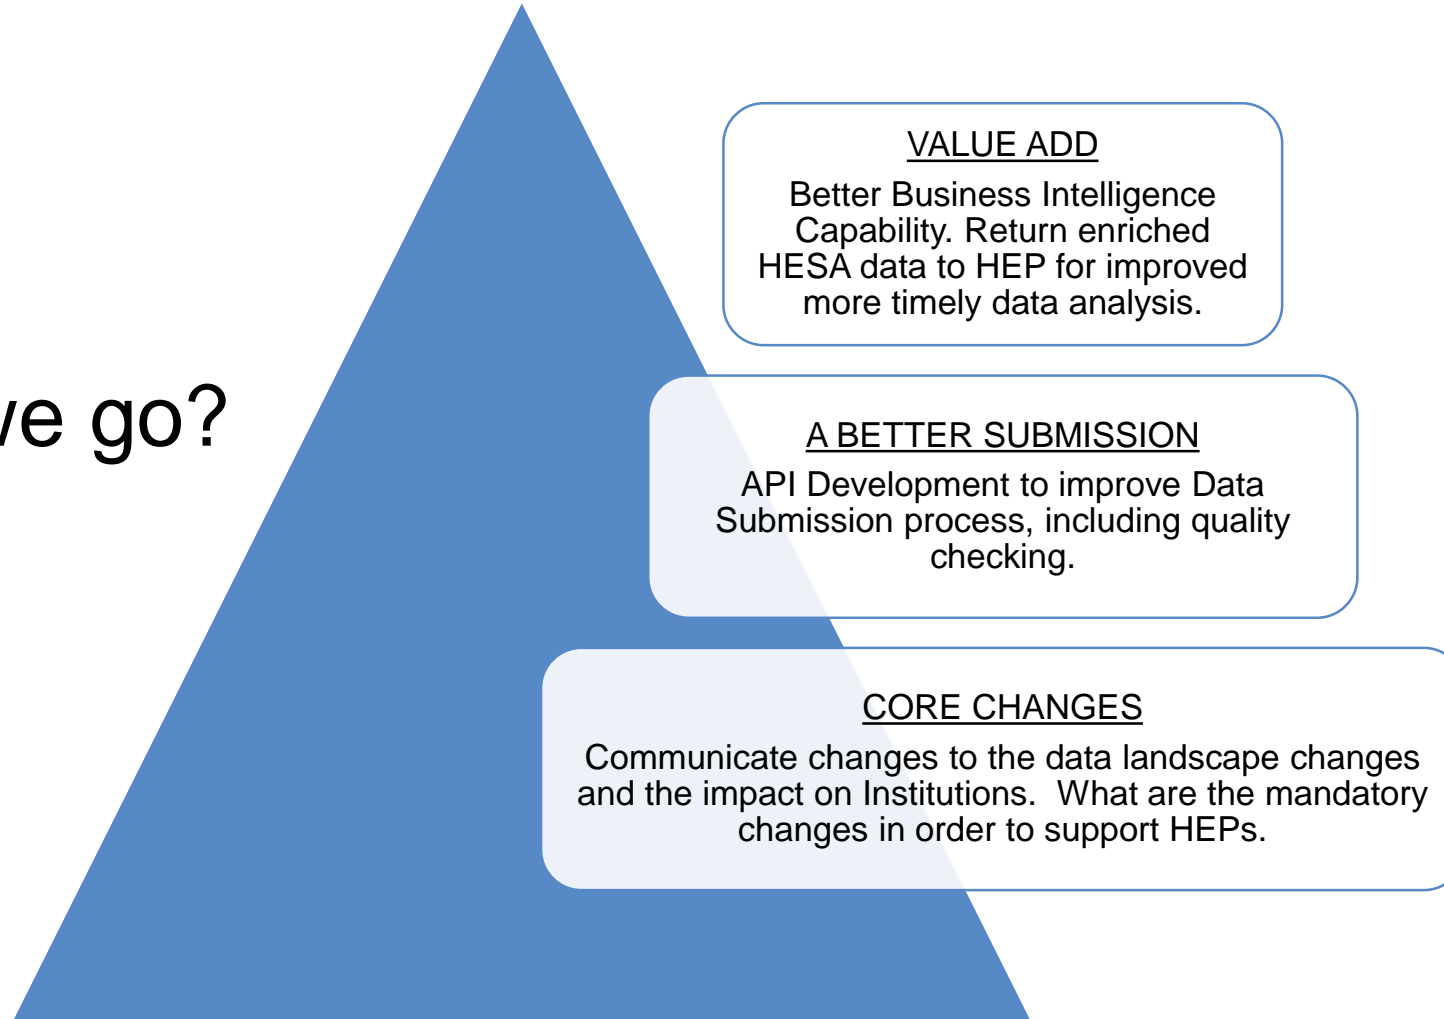 VALUE ADD
Better Business Intelligence
Capability. Return enriched
HESA data to HEP for improved
more timely data analysis.
we go?
A BETTER SUBMISSION
API Development to improve Data
Submission process, including quality
checking.
CORE CHANGES
Communicate changes to the data landscape changes
and the impact on Institutions.  What are the mandatory
changes in order to support HEPs.